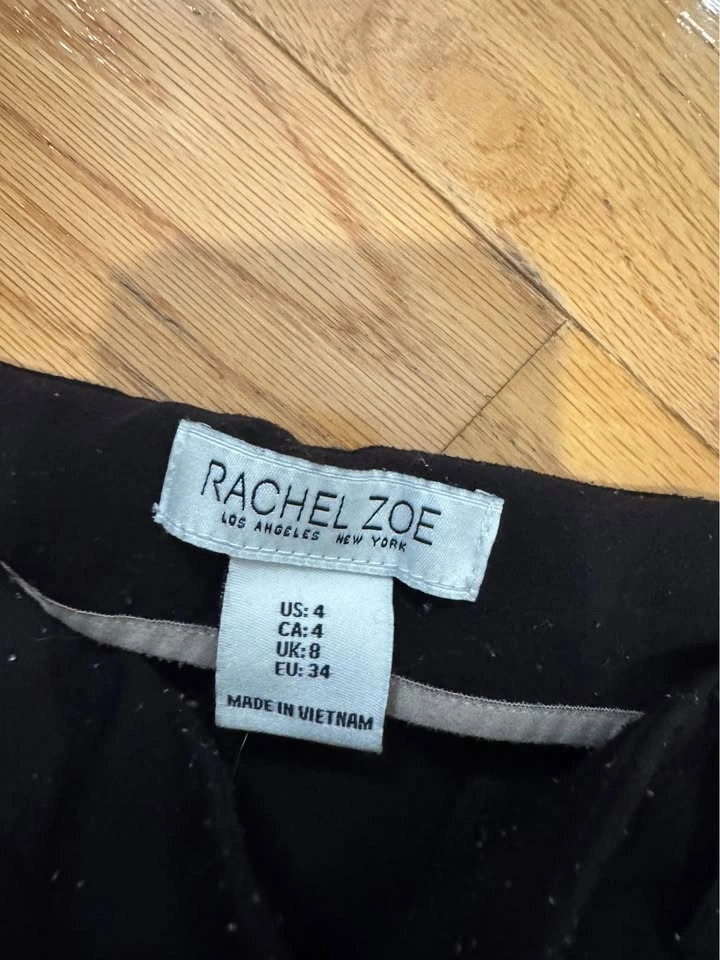 RACHEL ZOE
LOS ANGELES NEW YORK
US: 4
CA: 4
UK: 8
EU: 34
MADE IN VIETNAM